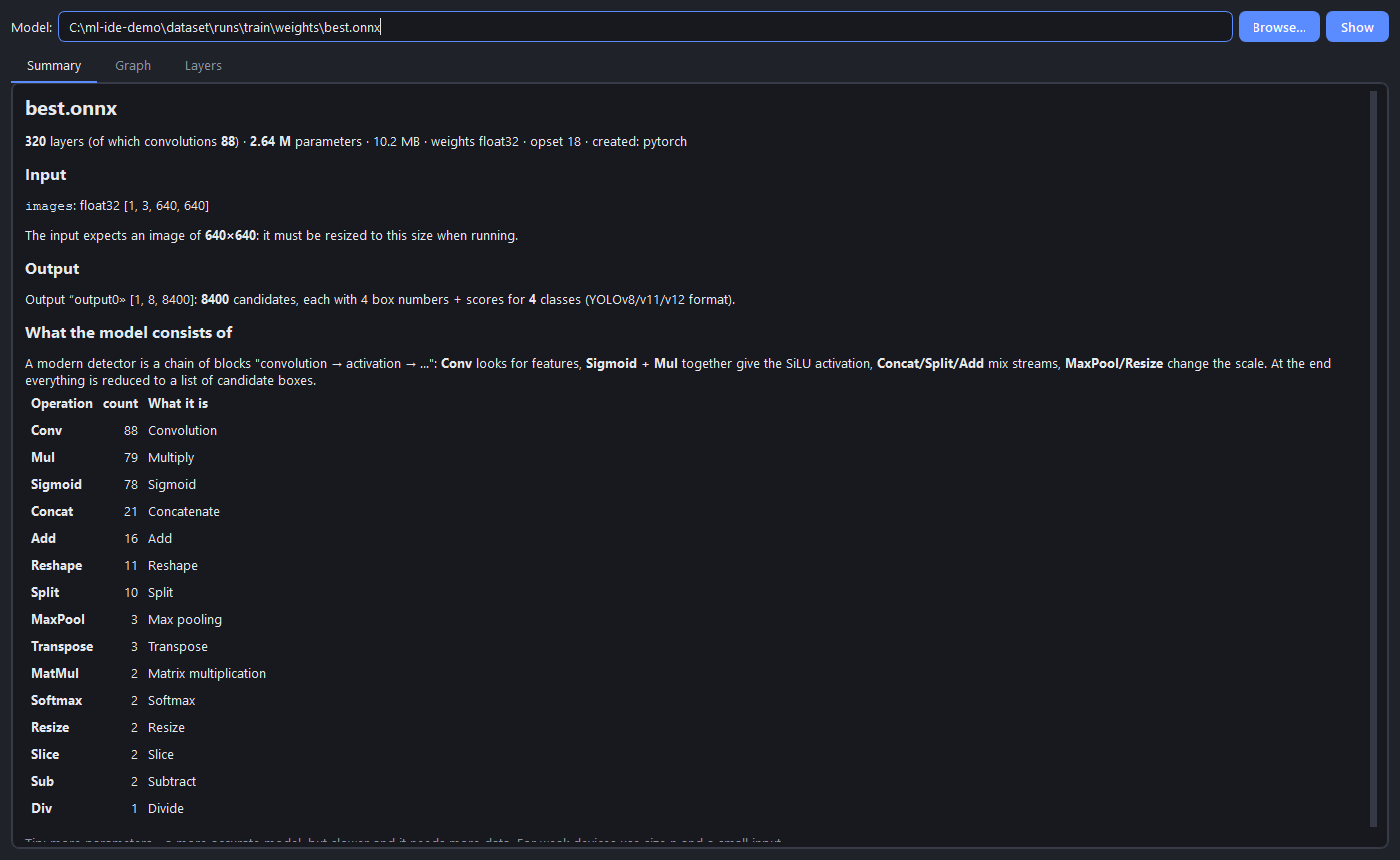 Model: C:\ml-ide-demo\dataset\runs\train\weights\best.onnx Browse... Show
Summary Graph Layers
best.onnx
320 layers (of which convolutions 88) · 2.64 M parameters · 10.2 MB · weights float32 · opset 18 · created: pytorch
Input
images: float32 [1, 3, 640, 640]
The input expects an image of 640×640: it must be resized to this size when running.
Output
Output “output0» [1, 8, 8400]: 8400 candidates, each with 4 box numbers + scores for 4 classes (YOLOv8/v11/v12 format).
What the model consists of
A modern detector is a chain of blocks "convolution → activation → ...": Conv looks for features, Sigmoid + Mul together give the SiLU activation, Concat/Split/Add mix streams, MaxPool/Resize change the scale. At the end
everything is reduced to a list of candidate boxes.
Operation count What it is
Conv 88 Convolution
Mul 79 Multiply
Sigmoid 78 Sigmoid
Concat 21 Concatenate
Add 16 Add
Reshape 11 Reshape
Split 10 Split
MaxPool 3 Max pooling
Transpose 3 Transpose
MatMul 2 Matrix multiplication
Softmax 2 Softmax
Resize 2 Resize
Slice 2 Slice
Sub 2 Subtract
Div 1 Divide